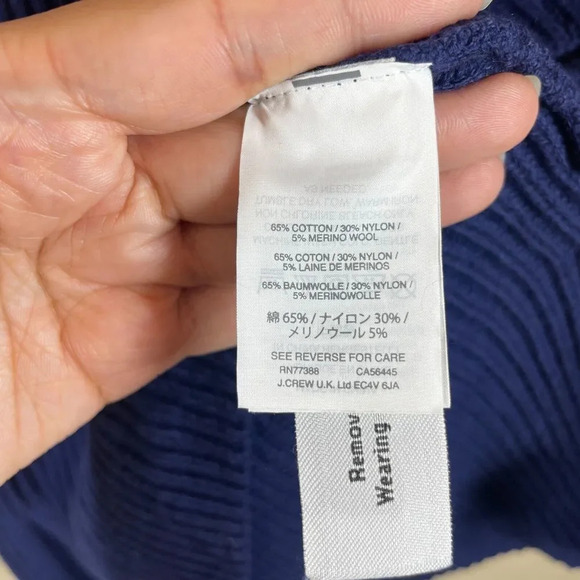 65% COTTON / 30% NYLON /
5% MERINO WOOL
65% COTON / 30% NYLON /
5% LAINE DE MERINOS
65% BAUMWOLLE / 30% NYLON /
5% MERINOWOLLE
綿 65% / ナイロン 30% /
メリノウール 5%
SEE REVERSE FOR CARE
RN77388 CA56445
J.CREW U.K. Ltd EC4V 6JA
Remov
Wearing